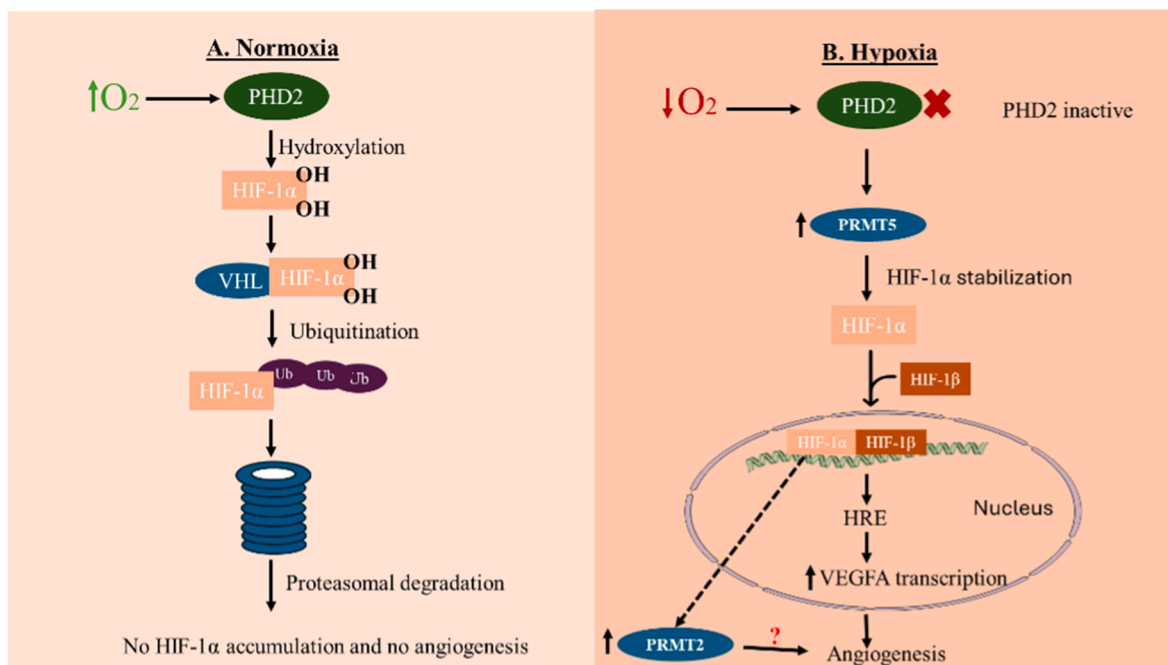 A. Normoxia
↑O₂
PHD2
Hydroxylation
HIF-1α
OH
OH
VHL
HIF-1α
OH
OH
Ubiquitination
HIF-1α
Ub
Ub
Ub
Proteasomal degradation
No HIF-1α accumulation and no angiogenesis
B. Hypoxia
↓O₂
PHD2
PHD2 inactive
↑
PRMT5
HIF-1α stabilization
HIF-1α
HIF-1β
HIF-1α
HIF-1β
Nucleus
HRE
↑VEGFA transcription
↑
PRMT2
?
Angiogenesis